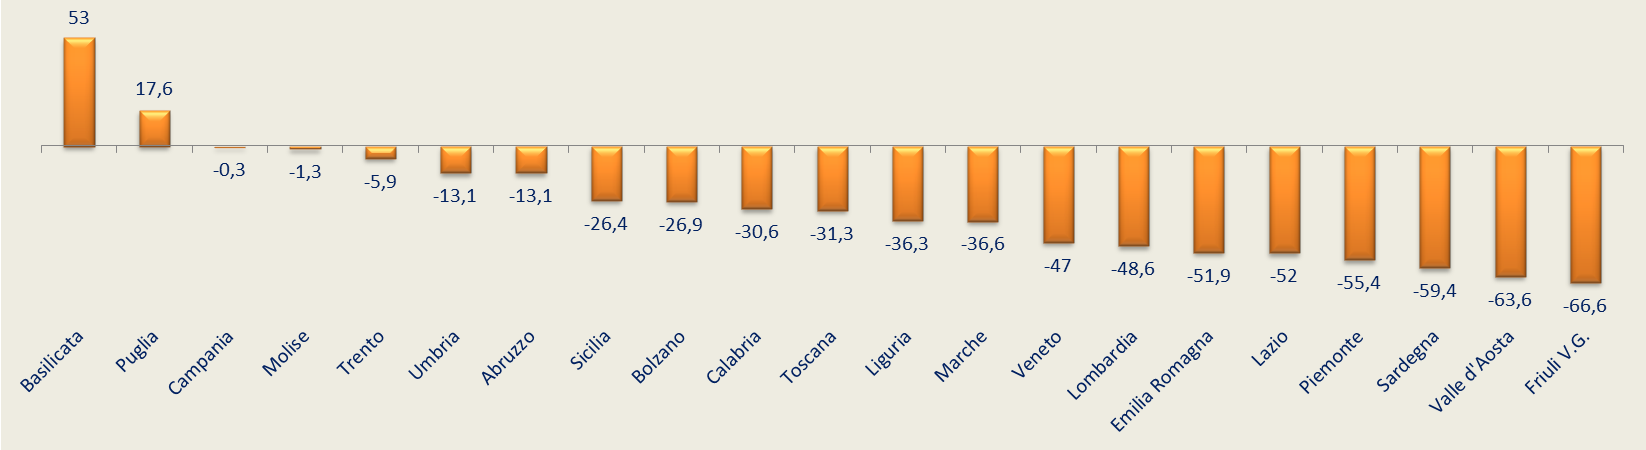 53
17,6
-0,3
-1,3
-5,9
-13,1
-13,1
-26,4
-26,9
-30,6
-31,3
-36,3
-36,6
-47
-48,6
-51,9
-52
-55,4
-59,4
-63,6
-66,6
Basilicata
Puglia
Campania
Molise
Trento
Umbria
Abruzzo
Sicilia
Bolzano
Calabria
Toscana
Liguria
Marche
Veneto
Lombardia
Emilia Romagna
Lazio
Piemonte
Sardegna
Valle d'Aosta
Friuli V.G.